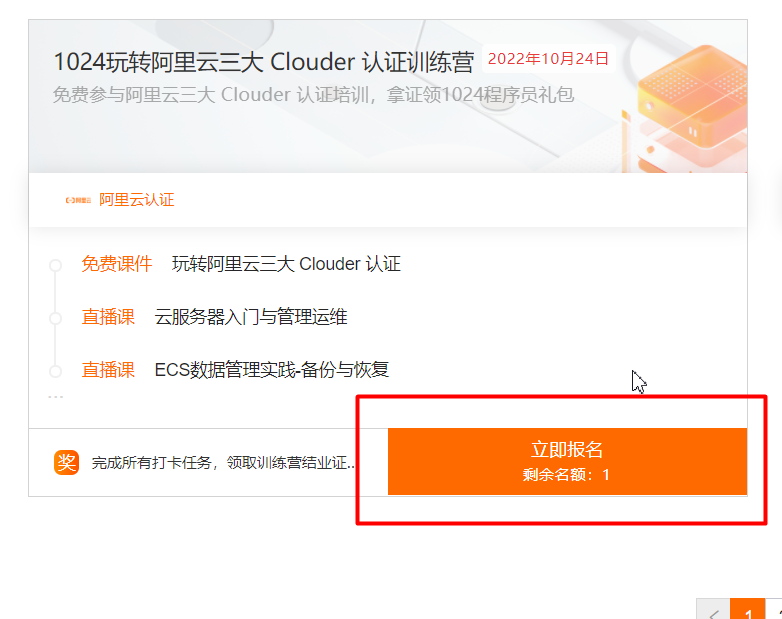 1024玩转阿里云三大 Clouder 认证训练营 2022年10月24日
免费参与阿里云三大 Clouder 认证培训，拿证领1024程序员礼包
阿里云 阿里云认证
免费课件 玩转阿里云三大 Clouder 认证
直播课 云服务器入门与管理运维
直播课 ECS数据管理实践-备份与恢复
...
奖 完成所有打卡任务，领取训练营结业证...
立即报名
剩余名额：1
< 1